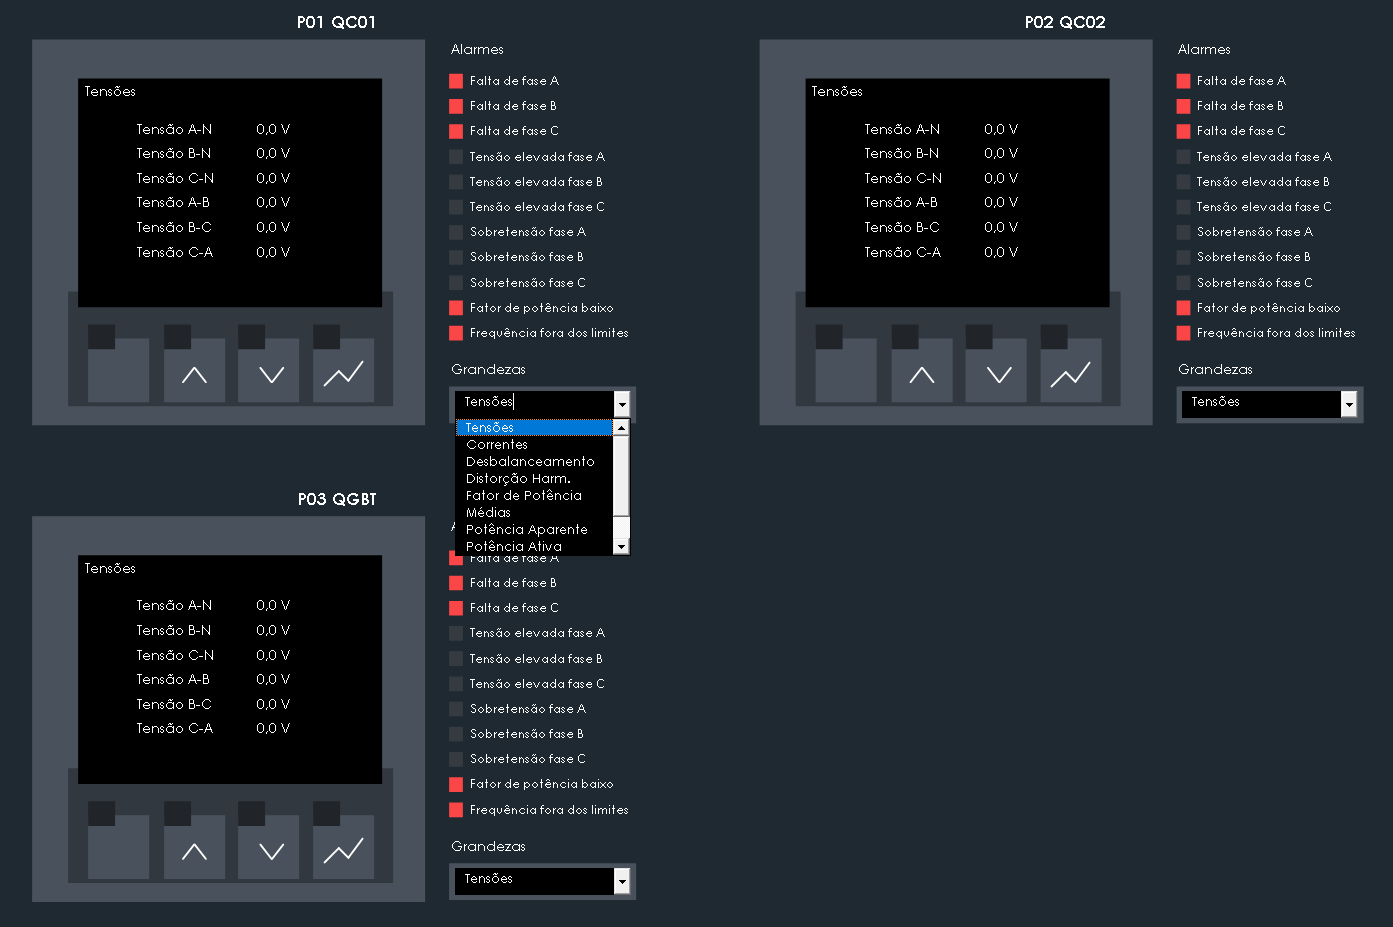 P01 QC01
Tensões
Tensão A-N 0,0 V
Tensão B-N 0,0 V
Tensão C-N 0,0 V
Tensão A-B 0,0 V
Tensão B-C 0,0 V
Tensão C-A 0,0 V
Alarmes
Falta de fase A
Falta de fase B
Falta de fase C
Tensão elevada fase A
Tensão elevada fase B
Tensão elevada fase C
Sobretensão fase A
Sobretensão fase B
Sobretensão fase C
Fator de potência baixo
Frequência fora dos limites
Grandezas
Tensões
Tensões
Correntes
Desbalanceamento
Distorção Harm.
Fator de Potência
Médias
Potência Aparente
Potência Ativa
P02 QC02
Tensões
Tensão A-N 0,0 V
Tensão B-N 0,0 V
Tensão C-N 0,0 V
Tensão A-B 0,0 V
Tensão B-C 0,0 V
Tensão C-A 0,0 V
Alarmes
Falta de fase A
Falta de fase B
Falta de fase C
Tensão elevada fase A
Tensão elevada fase B
Tensão elevada fase C
Sobretensão fase A
Sobretensão fase B
Sobretensão fase C
Fator de potência baixo
Frequência fora dos limites
Grandezas
Tensões
P03 QGBT
Tensões
Tensão A-N 0,0 V
Tensão B-N 0,0 V
Tensão C-N 0,0 V
Tensão A-B 0,0 V
Tensão B-C 0,0 V
Tensão C-A 0,0 V
Falta de fase A
Falta de fase B
Falta de fase C
Tensão elevada fase A
Tensão elevada fase B
Tensão elevada fase C
Sobretensão fase A
Sobretensão fase B
Sobretensão fase C
Fator de potência baixo
Frequência fora dos limites
Grandezas
Tensões